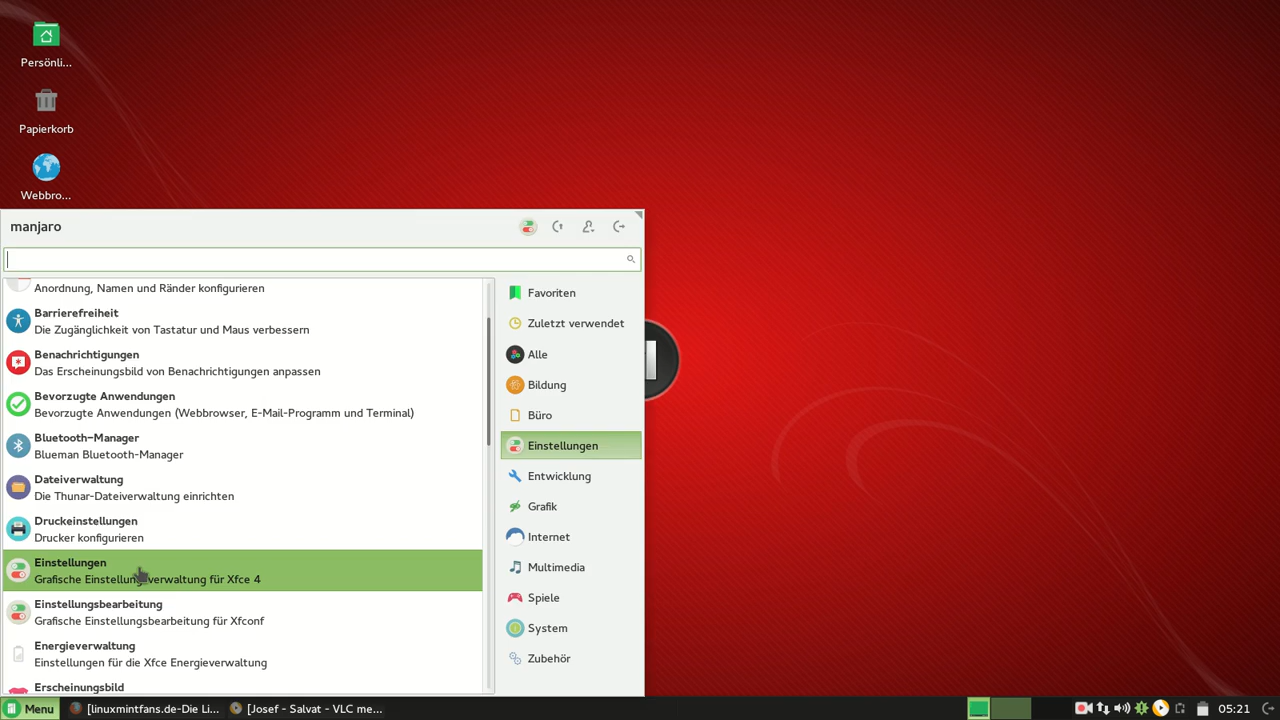 Persönli...
Papierkorb
Webbro...
manjaro
Anordnung, Namen und Ränder konfigurieren
Barrierefreiheit
Die Zugänglichkeit von Tastatur und Maus verbessern
Benachrichtigungen
Das Erscheinungsbild von Benachrichtigungen anpassen
Bevorzugte Anwendungen
Bevorzugte Anwendungen (Webbrowser, E-Mail-Programm und Terminal)
Bluetooth-Manager
Blueman Bluetooth-Manager
Dateiverwaltung
Die Thunar-Dateiverwaltung einrichten
Druckeinstellungen
Drucker konfigurieren
Einstellungen
Grafische Einstellungsverwaltung für Xfce 4
Einstellungsbearbeitung
Grafische Einstellungsbearbeitung für Xfconf
Energieverwaltung
Einstellungen für die Xfce Energieverwaltung
Erscheinungsbild
Favoriten
Zuletzt verwendet
Alle
Bildung
Büro
Einstellungen
Entwicklung
Grafik
Internet
Multimedia
Spiele
System
Zubehör
Menu
[linuxmintfans.de-Die Li...
[Josef - Salvat - VLC me...
05:21